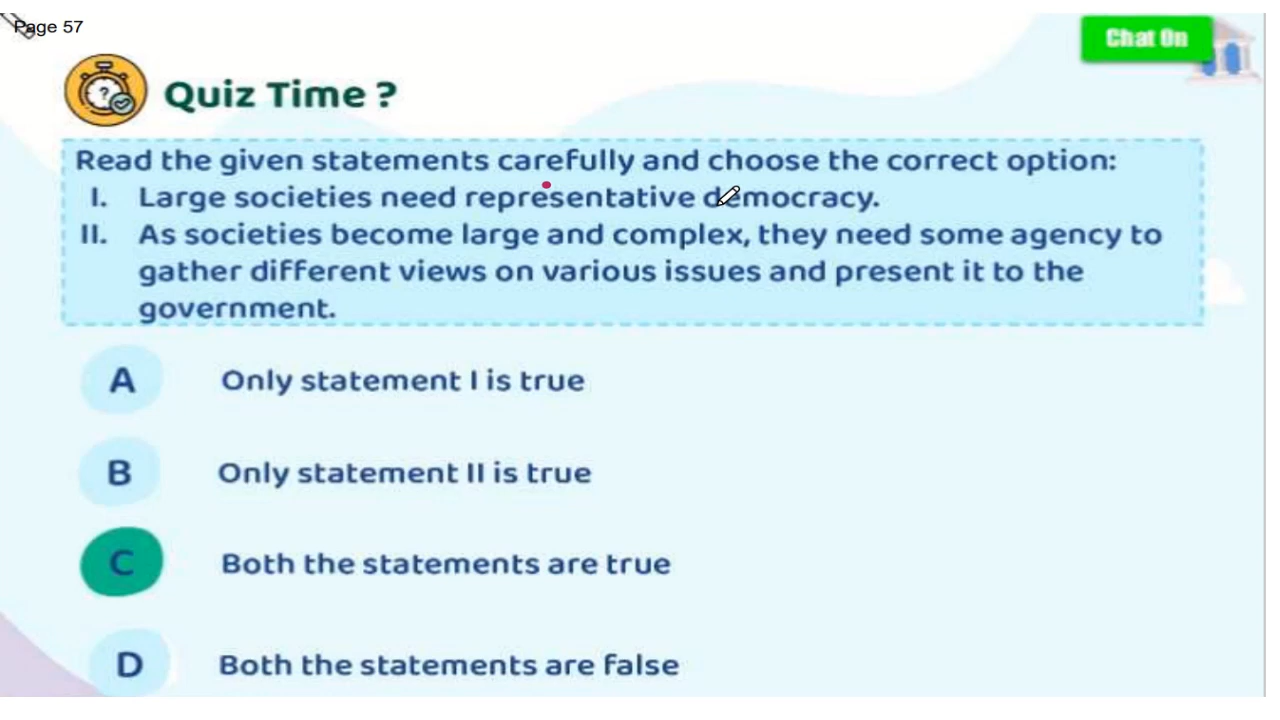 Page 57
Chat On
Quiz Time ?
Read the given statements carefully and choose the correct option:
I. Large societies need representative democracy.
II. As societies become large and complex, they need some agency to
gather different views on various issues and present it to the
government.
A Only statement I is true
B Only statement II is true
C Both the statements are true
D Both the statements are false